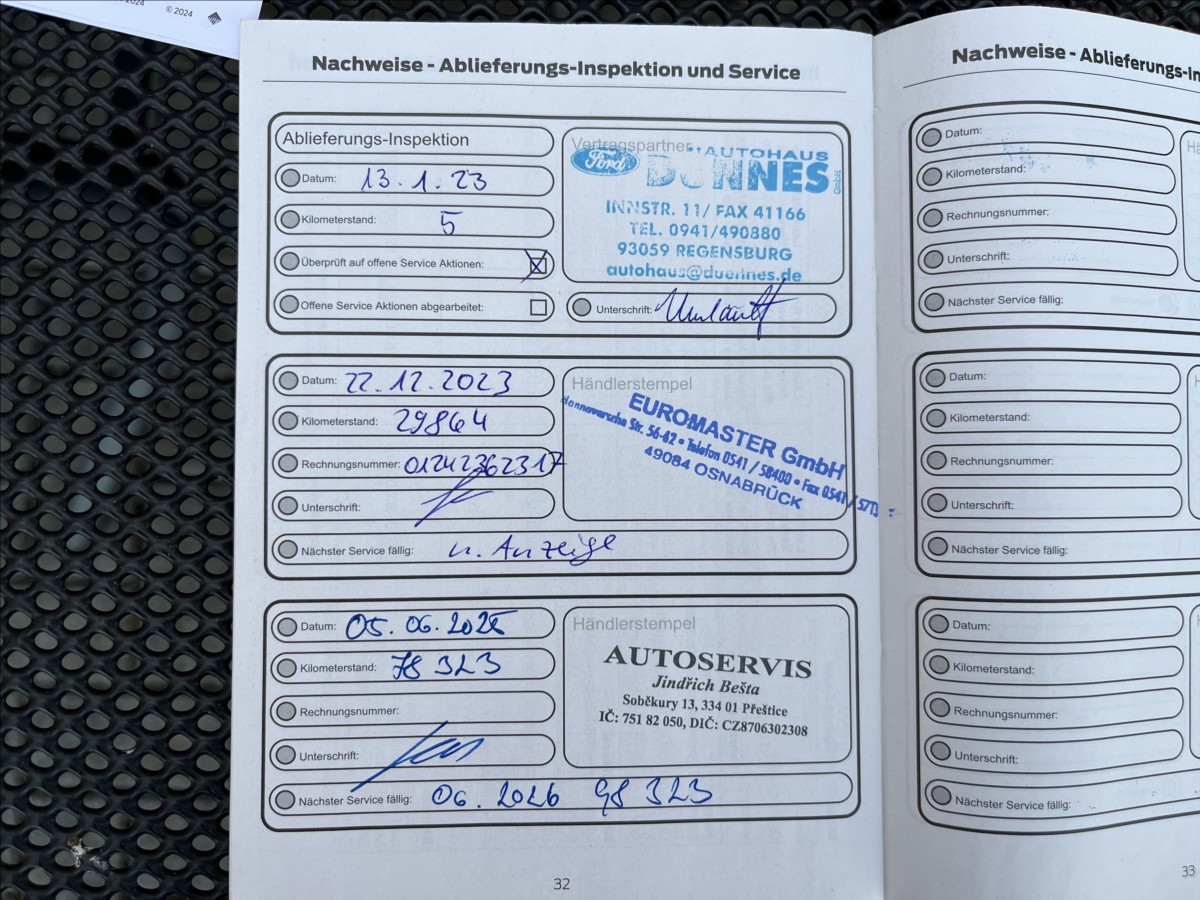 © 2024
Nachweise - Ablieferungs-Inspektion und Service
Ablieferungs-Inspektion
Datum: 13.1.23
Kilometerstand: 5
Überprüft auf offene Service Aktionen: X
Offene Service Aktionen abgearbeitet:
Vertragspartner
Ford
AUTOHAUS
DÜNNES GmbH
INNSTR. 11/ FAX 41166
TEL. 0941/490880
93059 REGENSBURG
autohaus@duennes.de
Unterschrift:
Datum: 22.12.2023
Kilometerstand: 29864
Rechnungsnummer: 01242362317
Unterschrift:
Händlerstempel
EUROMASTER GmbH
Str. 56-62 • Telefon 0541 / 58400 • Fax 0541 /
49084 OSNABRÜCK
Nächster Service fällig: n. Anzeige
Datum: 05.06.2025
Kilometerstand: 78 323
Rechnungsnummer:
Unterschrift:
Händlerstempel
AUTOSERVIS
Jindřich Bešta
Soběkury 13, 334 01 Přeštice
IČ: 751 82 050, DIČ: CZ8706302308
Nächster Service fällig: 06.2026 98 323
32
Nachweise - Ablieferungs-In
Datum:
Kilometerstand:
Rechnungsnummer:
Unterschrift:
Nächster Service fällig:
Datum:
Kilometerstand:
Rechnungsnummer:
Unterschrift:
Nächster Service fällig:
Datum:
Kilometerstand:
Rechnungsnummer:
Unterschrift:
Nächster Service fällig:
33